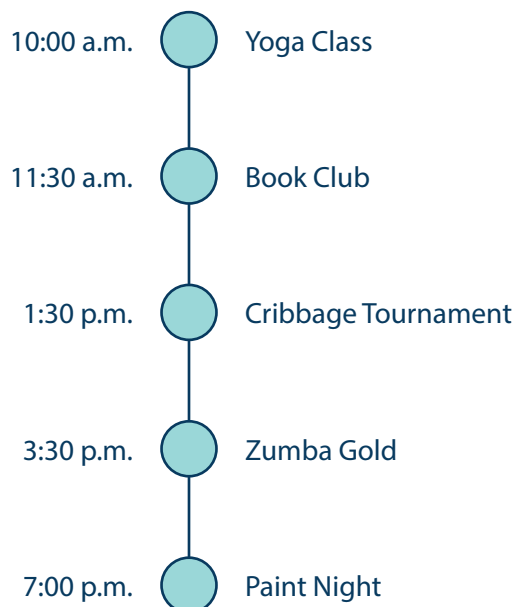 10:00 a.m. Yoga Class
11:30 a.m. Book Club
1:30 p.m. Cribbage Tournament
3:30 p.m. Zumba Gold
7:00 p.m. Paint Night